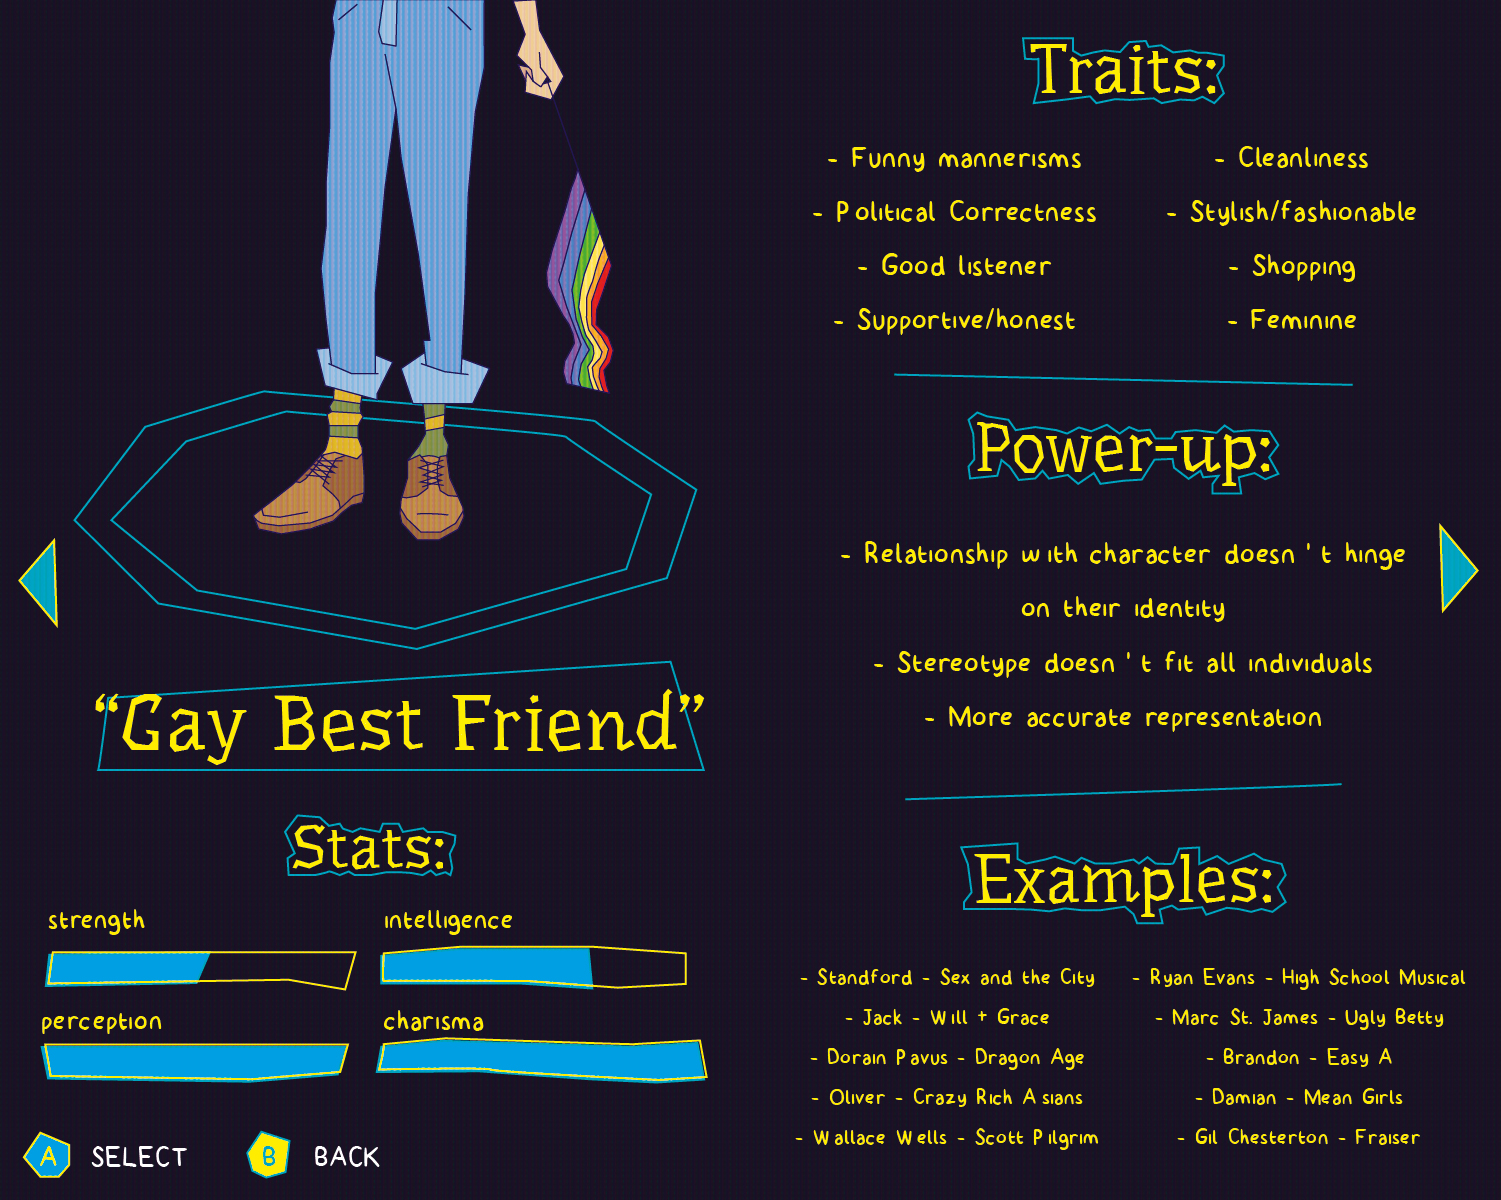 "Gay Best Friend"
Stats:
strength
intelligence
perception
charisma
A SELECT
B BACK
Traits:
- Funny mannerisms
- Cleanliness
- Political Correctness
- Stylish/fashionable
- Good listener
- Shopping
- Supportive/honest
- Feminine
Power-up:
- Relationship with character doesn't hinge
on their identity
- Stereotype doesn't fit all individuals
- More accurate representation
Examples:
- Standford - Sex and the City
- Ryan Evans - High School Musical
- Jack - Will + Grace
- Marc St. James - Ugly Betty
- Dorain Pavus - Dragon Age
- Brandon - Easy A
- Oliver - Crazy Rich Asians
- Damian - Mean Girls
- Wallace Wells - Scott Pilgrim
- Gil Chesterton - Fraiser